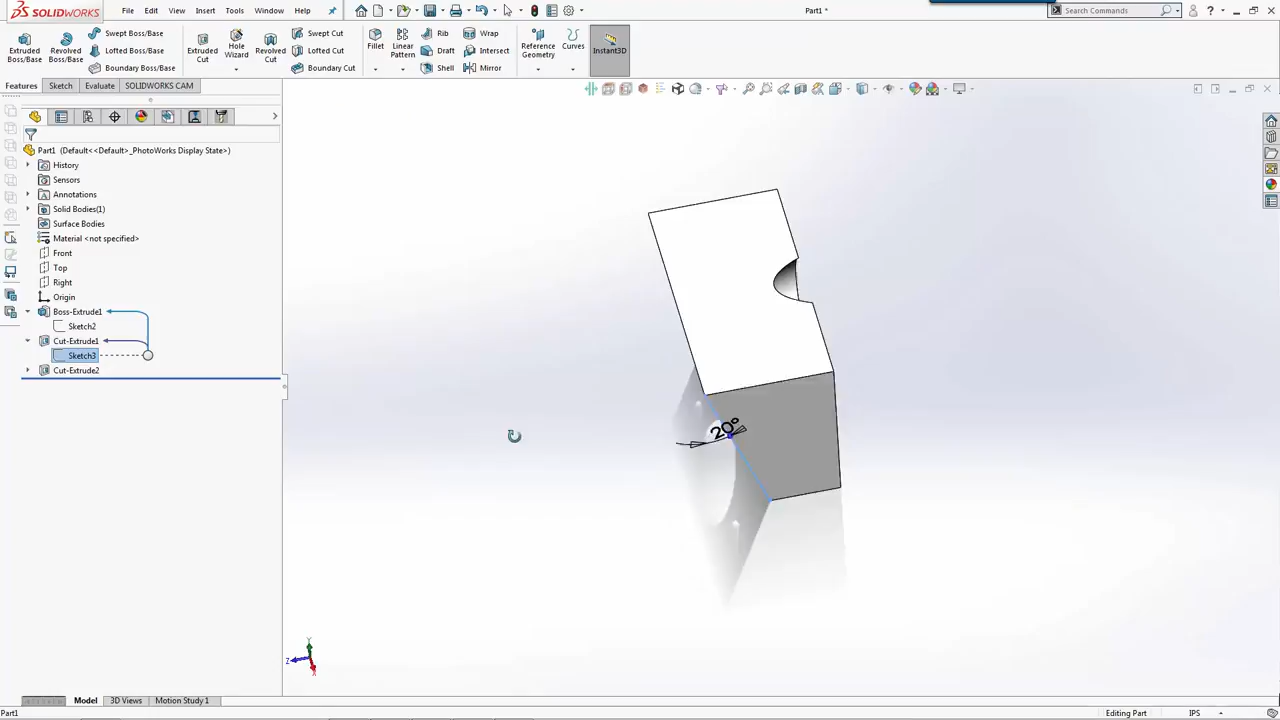 SOLIDWORKS
File Edit View Insert Tools Window Help
Part1 *
Search Commands
Extruded Boss/Base
Revolved Boss/Base
Swept Boss/Base
Lofted Boss/Base
Boundary Boss/Base
Extruded Cut
Hole Wizard
Revolved Cut
Swept Cut
Lofted Cut
Boundary Cut
Fillet
Linear Pattern
Rib
Draft
Shell
Wrap
Intersect
Mirror
Reference Geometry
Curves
Instant3D
Features Sketch Evaluate SOLIDWORKS CAM
Part1 (Default<<Default>_PhotoWorks Display State>)
History
Sensors
Annotations
Solid Bodies(1)
Surface Bodies
Material <not specified>
Front
Top
Right
Origin
Boss-Extrude1
Sketch2
Cut-Extrude1
Sketch3
Cut-Extrude2
20°
Y
Z
X
Model 3D Views Motion Study 1
Part1
Editing Part
IPS